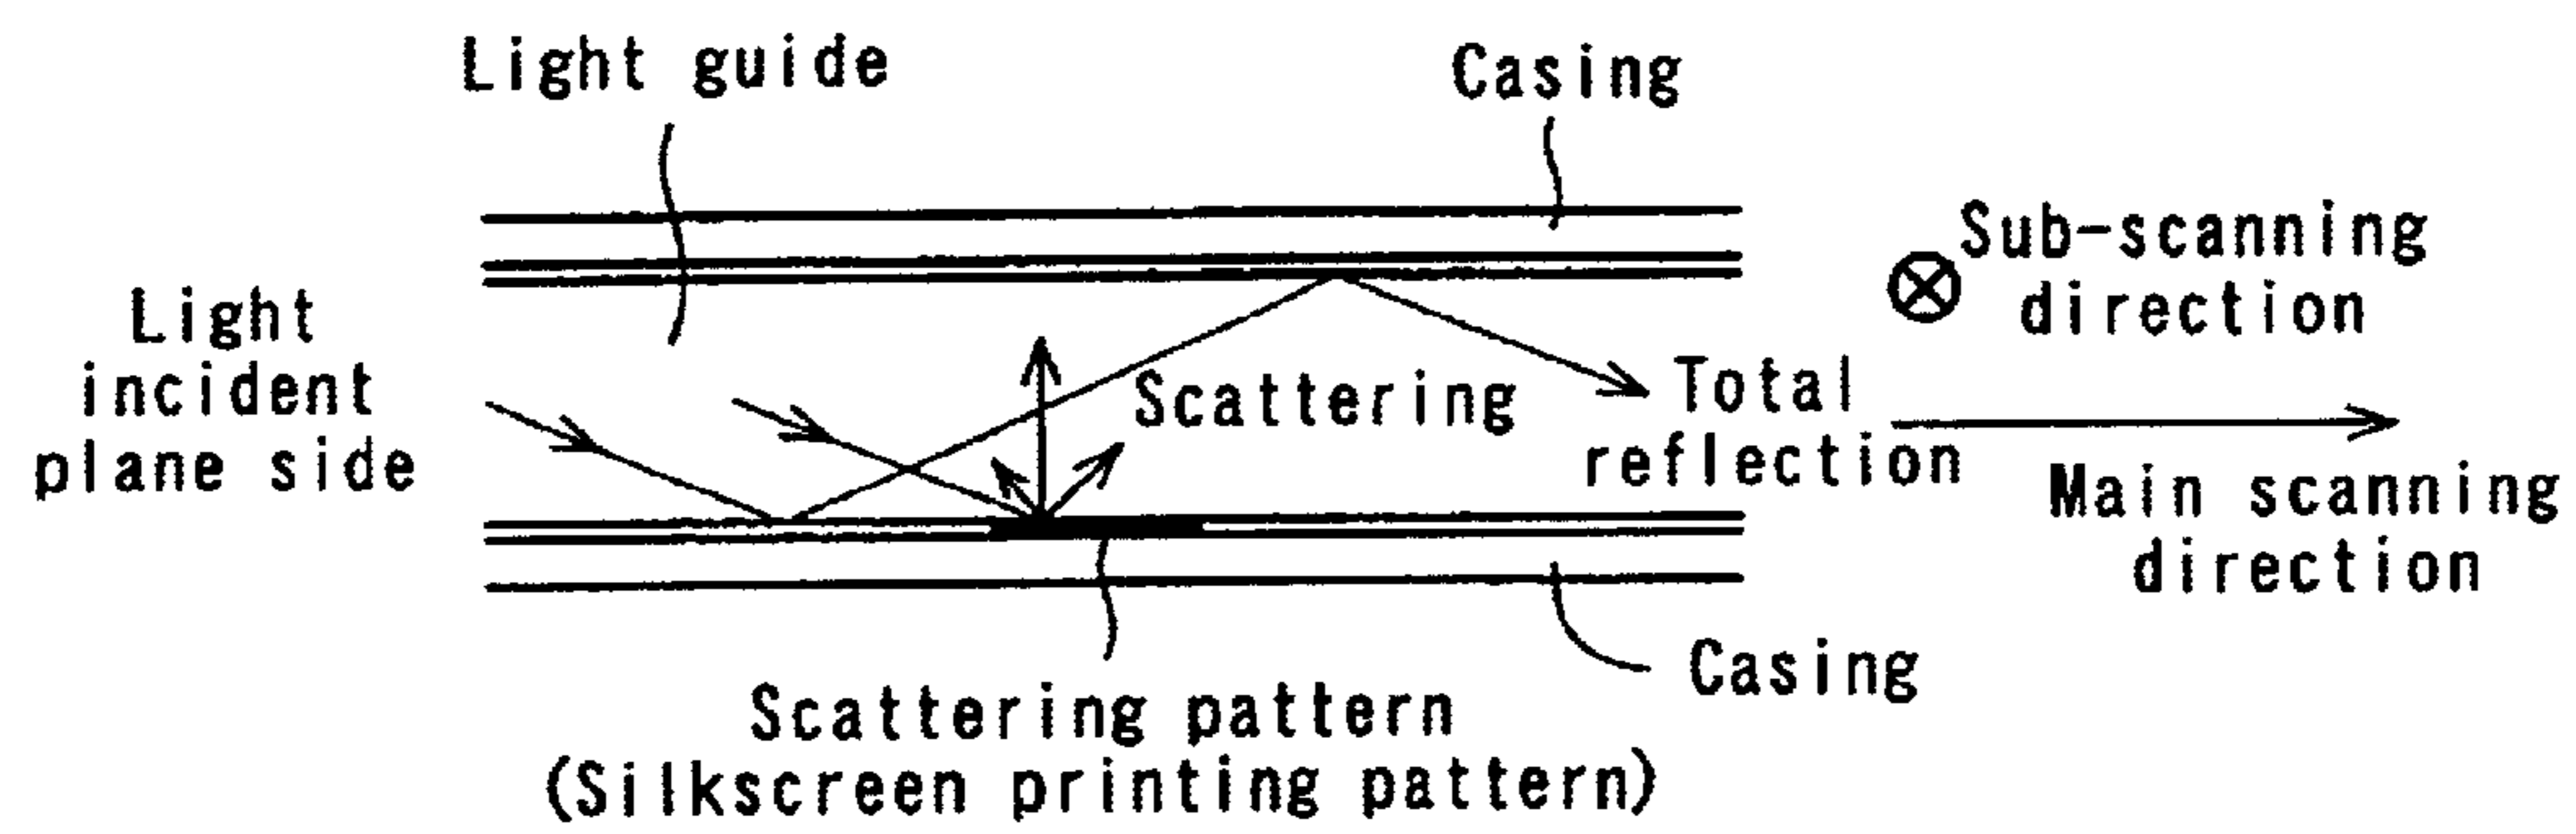 Light guide
Casing
Sub-scanning
direction
Light
incident
plane side
Scattering
Total
reflection
Main scanning
direction
Casing
Scattering pattern
(Silkscreen printing pattern)